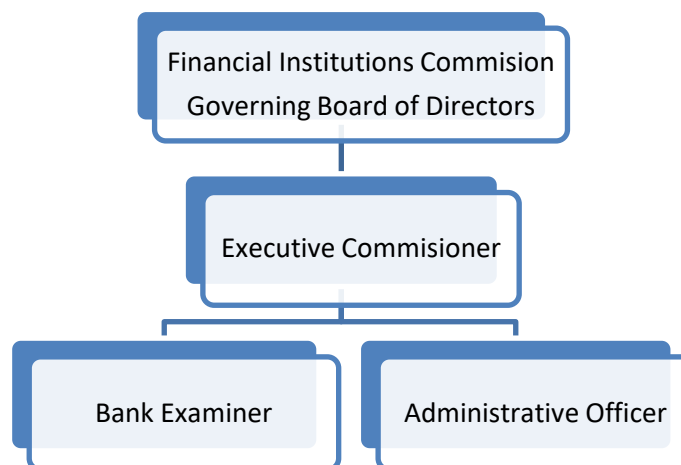 Financial Institutions Commision
Governing Board of Directors
Executive Commisioner
Bank Examiner
Administrative Officer